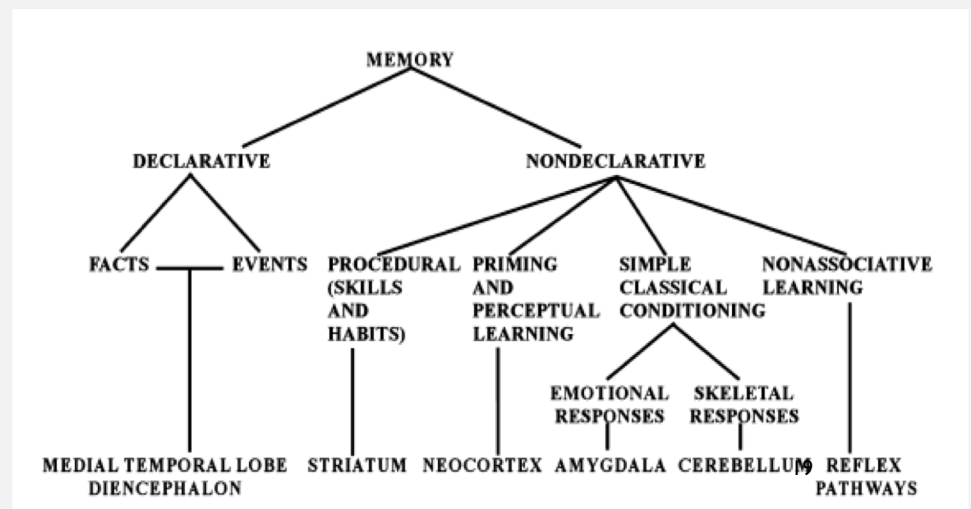 MEMORY
DECLARATIVE
NONDECLARATIVE
FACTS
EVENTS
PROCEDURAL
(SKILLS
AND
HABITS)
PRIMING
AND
PERCEPTUAL
LEARNING
SIMPLE
CLASSICAL
CONDITIONING
NONASSOCIATIVE
LEARNING
EMOTIONAL
RESPONSES
SKELETAL
RESPONSES
MEDIAL TEMPORAL LOBE
DIENCEPHALON
STRIATUM
NEOCORTEX
AMYGDALA
CEREBELLUM
19
REFLEX
PATHWAYS